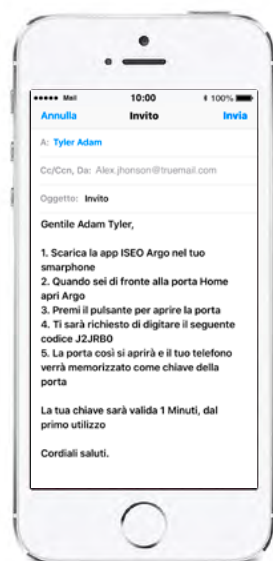 Mail 10:00 100%
Annulla Invito Invia
A: Tyler Adam
Cc/Ccn, Da: Alex.jhonson@truemail.com
Oggetto: Invito
Gentile Adam Tyler,
1. Scarica la app ISEO Argo nel tuo
smarphone
2. Quando sei di fronte alla porta Home
apri Argo
3. Premi il pulsante per aprire la porta
4. Ti sarà richiesto di digitare il seguente
codice J2JRB0
5. La porta così si aprirà e il tuo telefono
verrà memorizzato come chiave della
porta
La tua chiave sarà valida 1 Minuti, dal
primo utilizzo
Cordiali saluti.